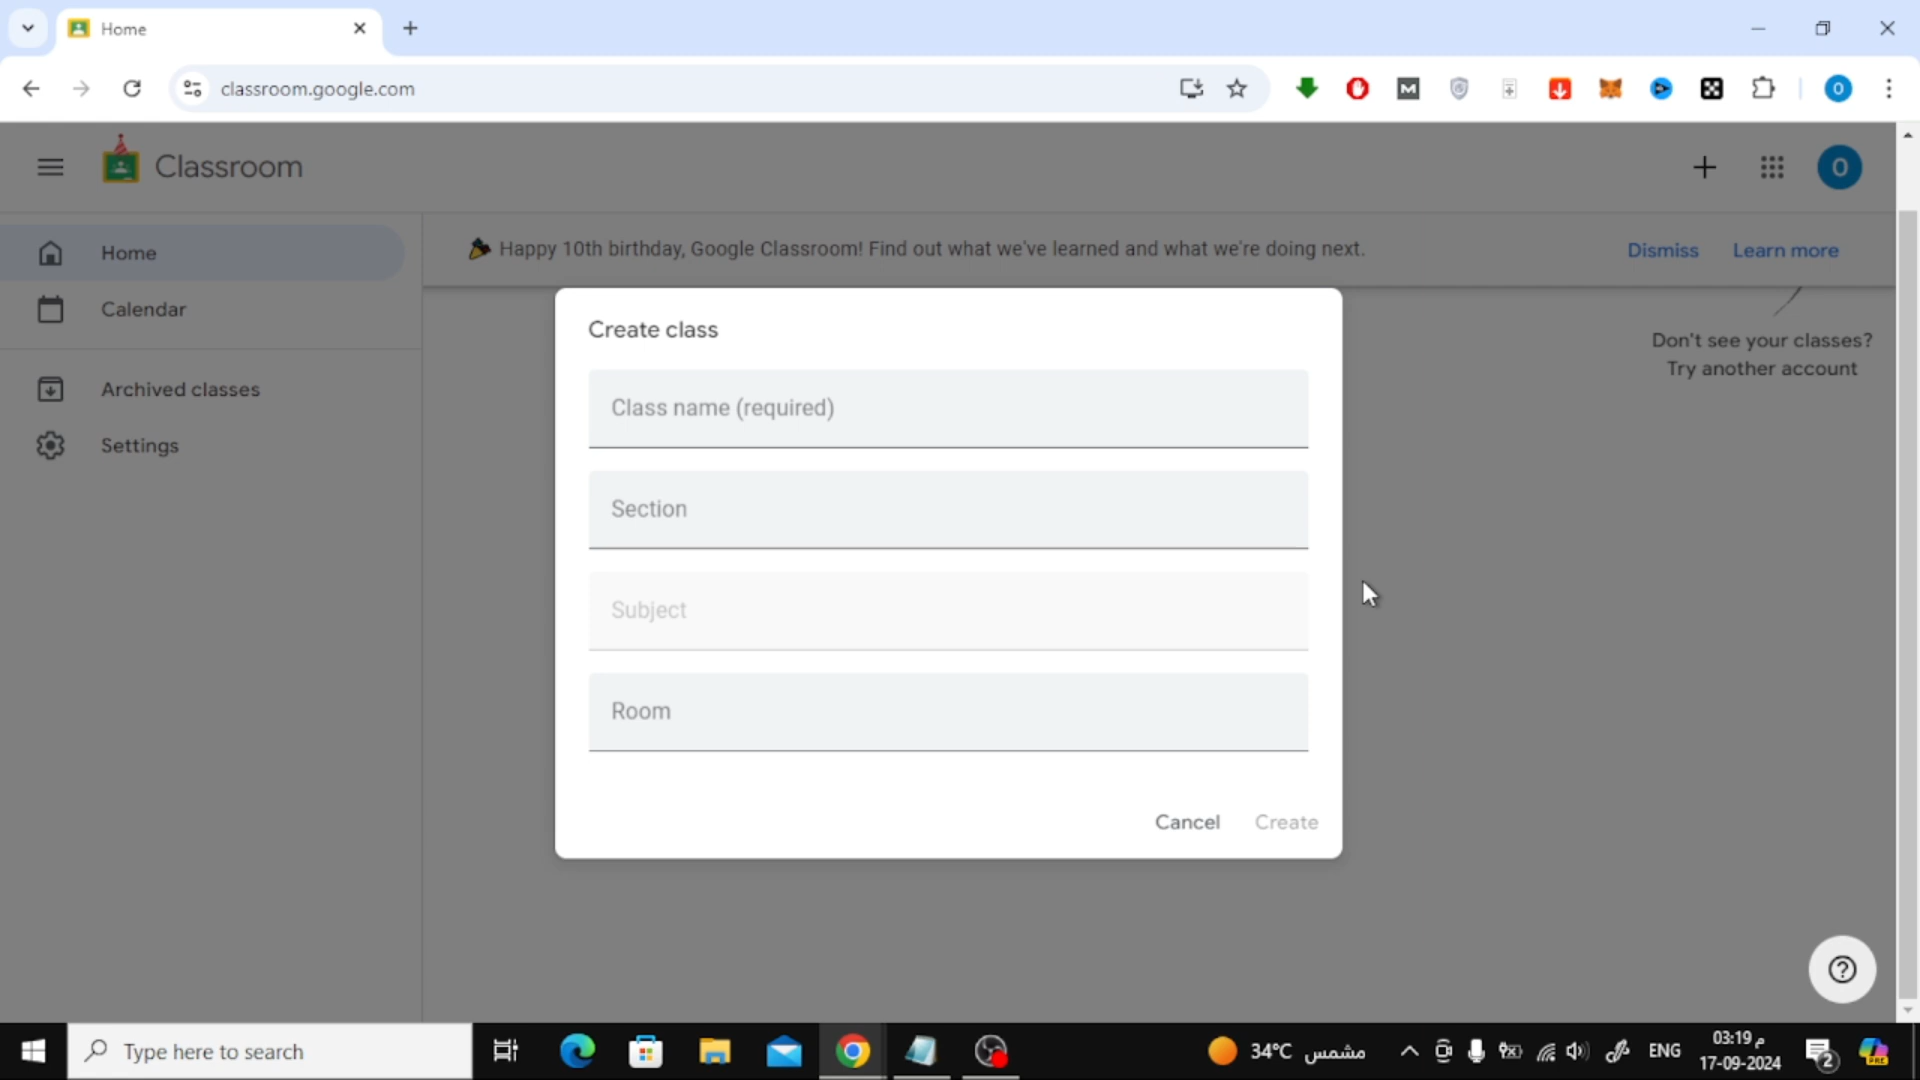 Home
classroom.google.com
Classroom
O
Home
Calendar
Archived classes
Settings
Happy 10th birthday, Google Classroom! Find out what we've learned and what we're doing next.
Dismiss
Learn more
Don't see your classes?
Try another account
Create class
Class name (required)
Section
Subject
Room
Cancel
Create
Type here to search
34°C مشمس
ENG
03:19 م
17-09-2024
2